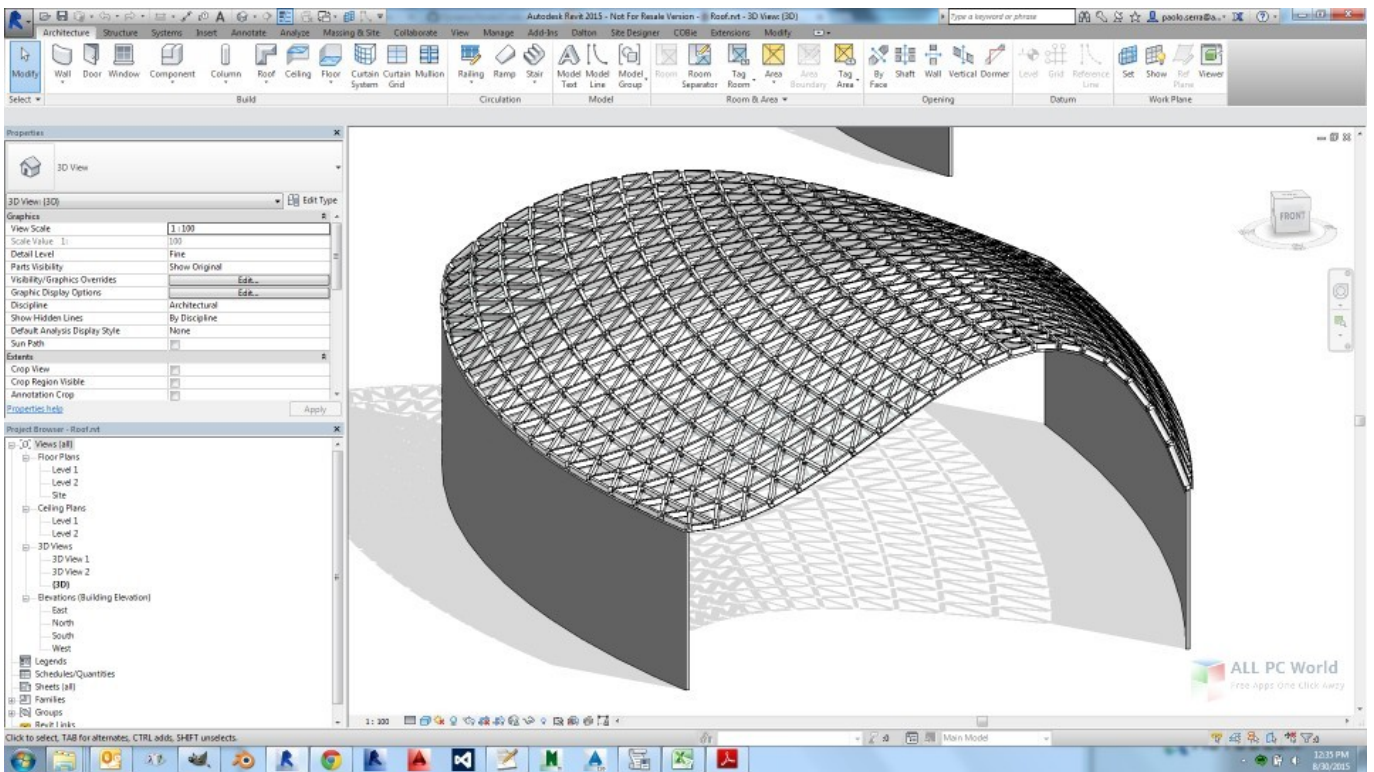 Autodesk Revit 2015 - Not For Resale Version - Roof.rvt - 3D View: {3D}
Type a keyword or phrase
paolo.serra@a...
Architecture Structure Systems Insert Annotate Analyze Massing & Site Collaborate View Manage Add-Ins Dalton Site Designer COBie Extensions Modify
Modify Wall Door Window Component Column Roof Ceiling Floor Curtain System Curtain Grid Mullion Railing Ramp Stair Model Text Model Line Model Group Room Room Separator Tag Room Area Area Boundary Tag Area By Face Shaft Wall Vertical Dormer Level Grid Reference Line Set Show Ref Plane Viewer
Select Build Circulation Model Room & Area Opening Datum Work Plane
Properties
3D View
3D View: {3D} Edit Type
Graphics
View Scale 1 : 100
Scale Value 1: 100
Detail Level Fine
Parts Visibility Show Original
Visibility/Graphics Overrides Edit...
Graphic Display Options Edit...
Discipline Architectural
Show Hidden Lines By Discipline
Default Analysis Display Style None
Sun Path
Extents
Crop View
Crop Region Visible
Annotation Crop
Properties help Apply
Project Browser - Roof.rvt
Views (all)
Floor Plans
Level 1
Level 2
Site
Ceiling Plans
Level 1
Level 2
3D Views
3D View 1
3D View 2
{3D}
Elevations (Building Elevation)
East
North
South
West
Legends
Schedules/Quantities
Sheets (all)
Families
Groups
Revit Links
FRONT
ALL PC World
Free Apps One Click Away
1 : 100
Click to select, TAB for alternates, CTRL adds, SHIFT unselects.
:0 Main Model
12:35 PM
8/30/2015